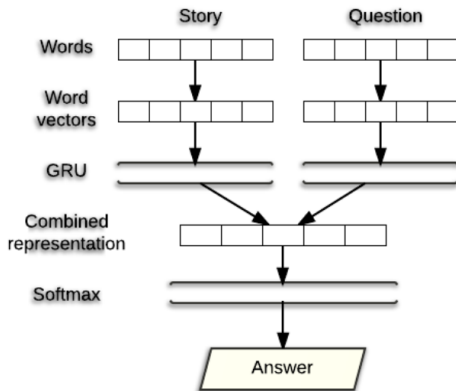 Story Question
Words
Word
vectors
GRU
Combined
representation
Softmax
Answer